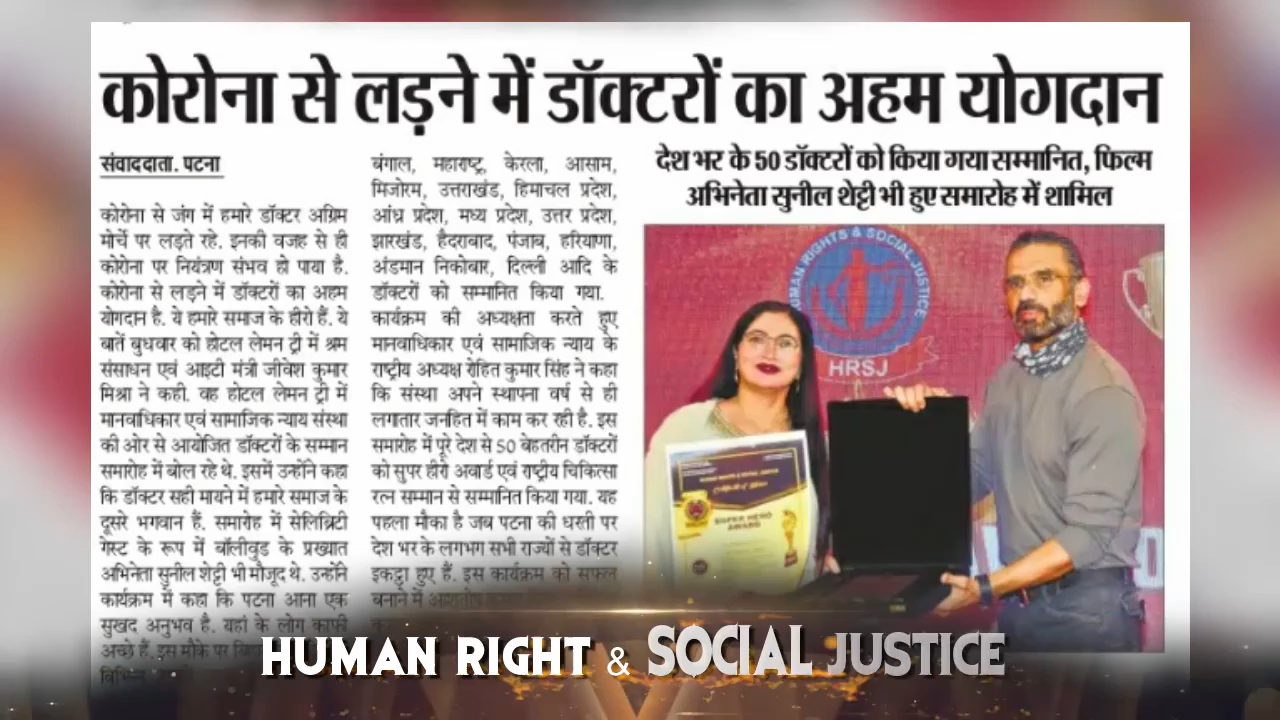 कोरोना से लड़ने में डॉक्टरों का अहम योगदान
संवाददाता. पटना
कोरोना से जंग में हमारे डॉक्टर अग्रिम
मोर्चे पर लड़ते रहे. इनकी वजह से ही
कोरोना पर नियंत्रण संभव हो पाया है.
कोरोना से लड़ने में डॉक्टरों का अहम
योगदान है. ये हमारे समाज के हीरो हैं. ये
बातें बुधवार को होटल लेमन ट्री में श्रम
संसाधन एवं आइटी मंत्री जीवेश कुमार
मिश्रा ने कही. वह होटल लेमन ट्री में
मानवाधिकार एवं सामाजिक न्याय संस्था
की ओर से आयोजित डॉक्टरों के सम्मान
समारोह में बोल रहे थे. इसमें उन्होंने कहा
कि डॉक्टर सही मायने में हमारे समाज के
दूसरे भगवान हैं. समारोह में सेलिब्रिटी
गेस्ट के रूप में बॉलीवुड के प्रख्यात
अभिनेता सुनील शेट्टी भी मौजूद थे. उन्होंने
कार्यक्रम में कहा कि पटना आना एक
सुखद अनुभव है. यहां के लोग काफी
अच्छे हैं. इस मौके पर
बंगाल, महाराष्ट्र, केरला, आसाम,
मिजोरम, उत्तराखंड, हिमाचल प्रदेश,
आंध्र प्रदेश, मध्य प्रदेश, उत्तर प्रदेश,
झारखंड, हैदराबाद, पंजाब, हरियाणा,
अंडमान निकोबार, दिल्ली आदि के
डॉक्टरों को सम्मानित किया गया.
कार्यक्रम की अध्यक्षता करते हुए
मानवाधिकार एवं सामाजिक न्याय के
राष्ट्रीय अध्यक्ष रोहित कुमार सिंह ने कहा
कि संस्था अपने स्थापना वर्ष से ही
लगातार जनहित में काम कर रही है. इस
समारोह में पूरे देश से 50 बेहतरीन डॉक्टरों
को सुपर हीरो अवार्ड एवं राष्ट्रीय चिकित्सा
रत्न सम्मान से सम्मानित किया गया. यह
पहला मौका है जब पटना की धरती पर
देश भर के लगभग सभी राज्यों से डॉक्टर
इकट्ठा हुए हैं. इस कार्यक्रम को सफल
बनाने में
देश भर के 50 डॉक्टरों को किया गया सम्मानित, फिल्म
अभिनेता सुनील शेट्टी भी हुए समारोह में शामिल
HUMAN RIGHTS & SOCIAL JUSTICE
HRSJ
SUPER HERO
AWARD
HUMAN RIGHT & SOCIAL JUSTICE